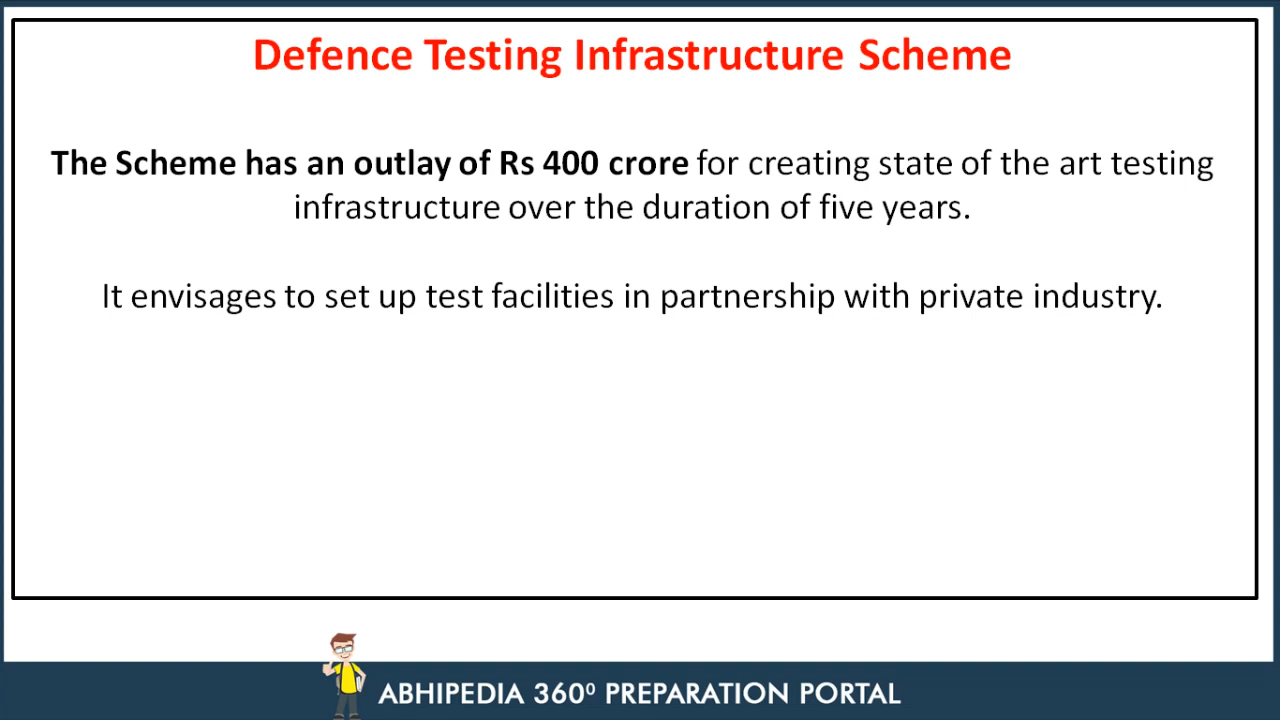 Defence Testing Infrastructure Scheme
The Scheme has an outlay of Rs 400 crore for creating state of the art testing
infrastructure over the duration of five years.
It envisages to set up test facilities in partnership with private industry.
ABHIPEDIA 360⁰ PREPARATION PORTAL